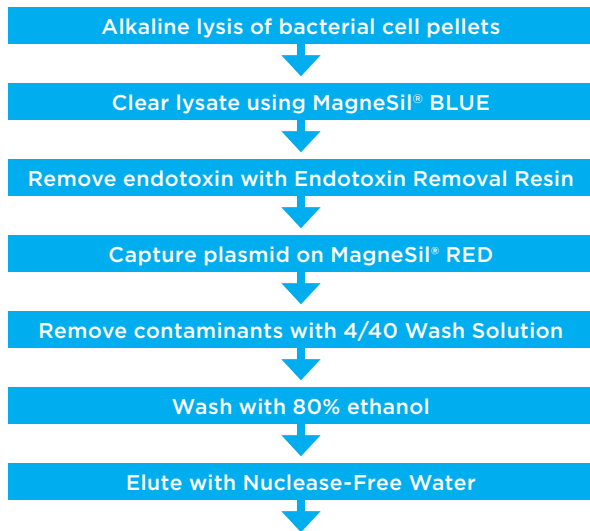 Alkaline lysis of bacterial cell pellets
Clear lysate using MagneSil® BLUE
Remove endotoxin with Endotoxin Removal Resin
Capture plasmid on MagneSil® RED
Remove contaminants with 4/40 Wash Solution
Wash with 80% ethanol
Elute with Nuclease-Free Water